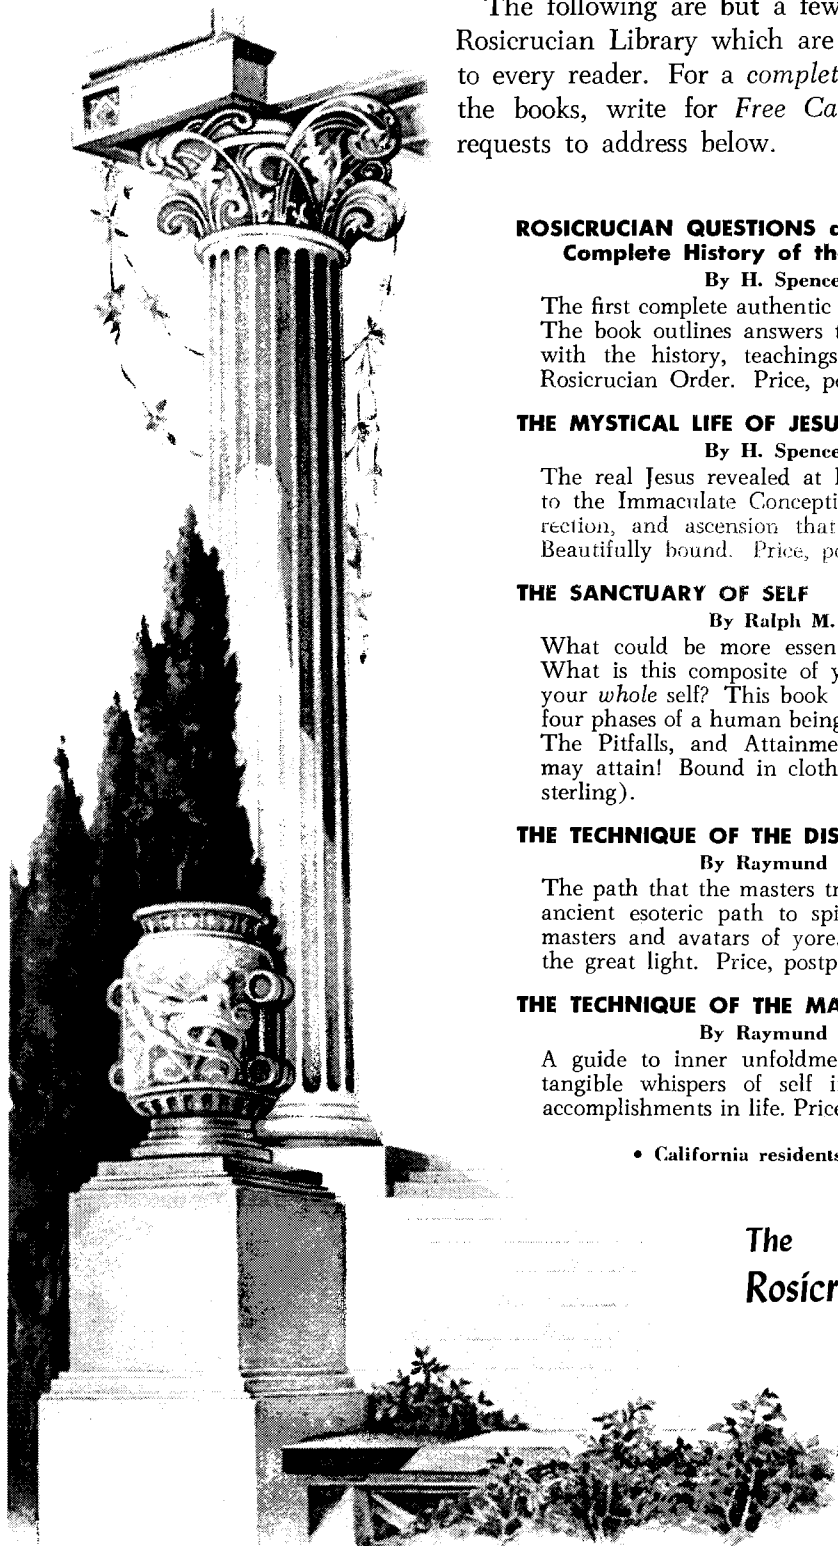 The following are but a few
Rosicrucian Library which are
to every reader. For a complet
the books, write for Free Ca
requests to address below.
ROSICRUCIAN QUESTIONS
Complete History of th
By H. Spence
The first complete authentic
The book outlines answers t
with the history, teachings
Rosicrucian Order. Price, p
THE MYSTICAL LIFE OF JESU
By H. Spence
The real Jesus revealed at l
to the Immaculate Concepti
rection, and ascension that
Beautifully bound. Price, p
THE SANCTUARY OF SELF
By Ralph M.
What could be more essen
What is this composite of y
your whole self? This book
four phases of a human being
The Pitfalls, and Attainme
may attain! Bound in cloth
sterling).
THE TECHNIQUE OF THE DIS
By Raymund
The path that the masters tr
ancient esoteric path to spi
masters and avatars of yore.
the great light. Price, postp
THE TECHNIQUE OF THE MA
By Raymund
A guide to inner unfoldme
tangible whispers of self i
accomplishments in life. Price
• California residents
The
Rosicr